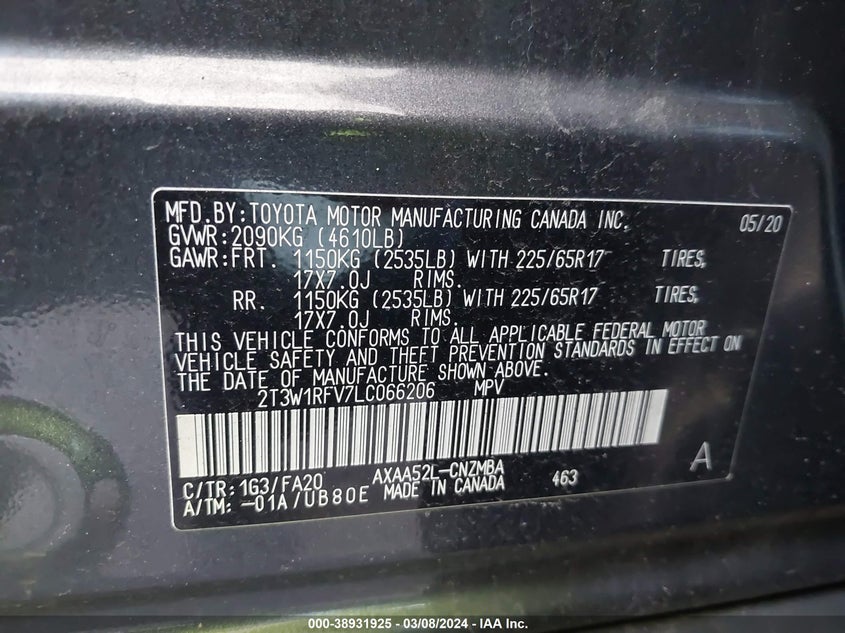 MFD.BY:TOYOTA MOTOR MANUFACTURING CANADA INC. 05/20
GVWR:2090KG (4610LB)
GAWR:FRT. 1150KG (2535LB) WITH 225/65R17 TIRES,
17X7.0J RIMS.
RR. 1150KG (2535LB) WITH 225/65R17 TIRES,
17X7.0J RIMS.
THIS VEHICLE CONFORMS TO ALL APPLICABLE FEDERAL MOTOR
VEHICLE SAFETY AND THEFT PREVENTION STANDARDS IN EFFECT ON
THE DATE OF MANUFACTURE SHOWN ABOVE.
2T3W1RFV7LC066206 MPV
A
C/TR:1G3/FA20 AXAA52L-CNZMBA 463
A/TM:-01A/UB80E MADE IN CANADA
000-38931925 / 03/08/2024 / IAA Inc.